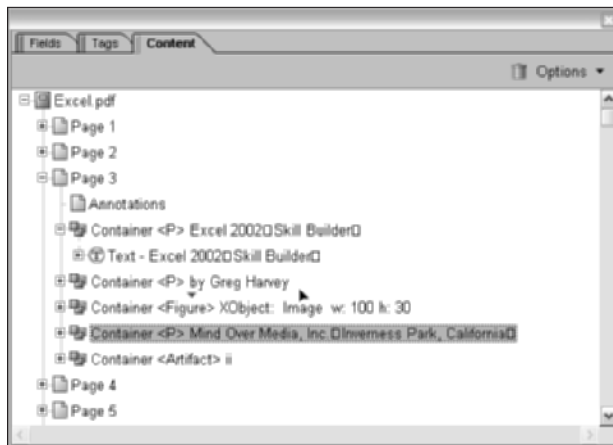 Fields Tags Content
Options
Excel.pdf
Page 1
Page 2
Page 3
Annotations
Container <P> Excel 2002▯Skill Builder▯
Text - Excel 2002▯Skill Builder▯
Container <P> by Greg Harvey
Container <Figure> XObject: Image w: 100 h: 30
Container <P> Mind Over Media, Inc.▯Inverness Park, California▯
Container <Artifact> ii
Page 4
Page 5